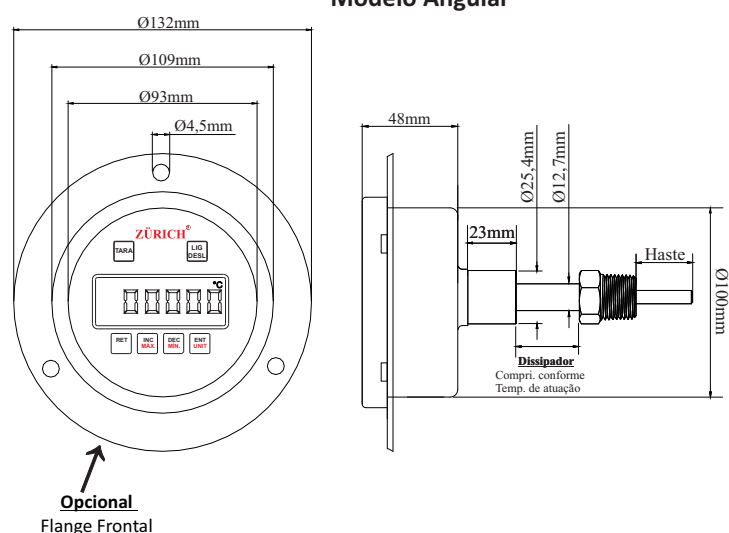 Modelo Angular
Ø132mm
Ø109mm
Ø93mm
Ø4,5mm
ZÜRICH®
TARA
LIG
DESL
°C
00000
RET
INC
MÁX.
DEC
MÍN.
ENT
UNIT
Opcional
Flange Frontal
48mm
23mm
Ø25,4mm
Ø12,7mm
Haste
Ø100mm
Dissipador
Compri. conforme
Temp. de atuação